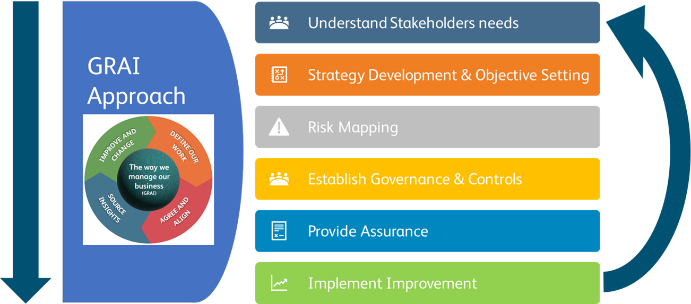 GRAI
Approach
IMPROVE AND
CHANGE
DEFINE OUR
WORK
The way we
manage our
business
(GRAI)
SOURCE
INSIGHTS
AGREE AND
ALIGN
Understand Stakeholders needs
Strategy Development & Objective Setting
Risk Mapping
Establish Governance & Controls
Provide Assurance
Implement Improvement